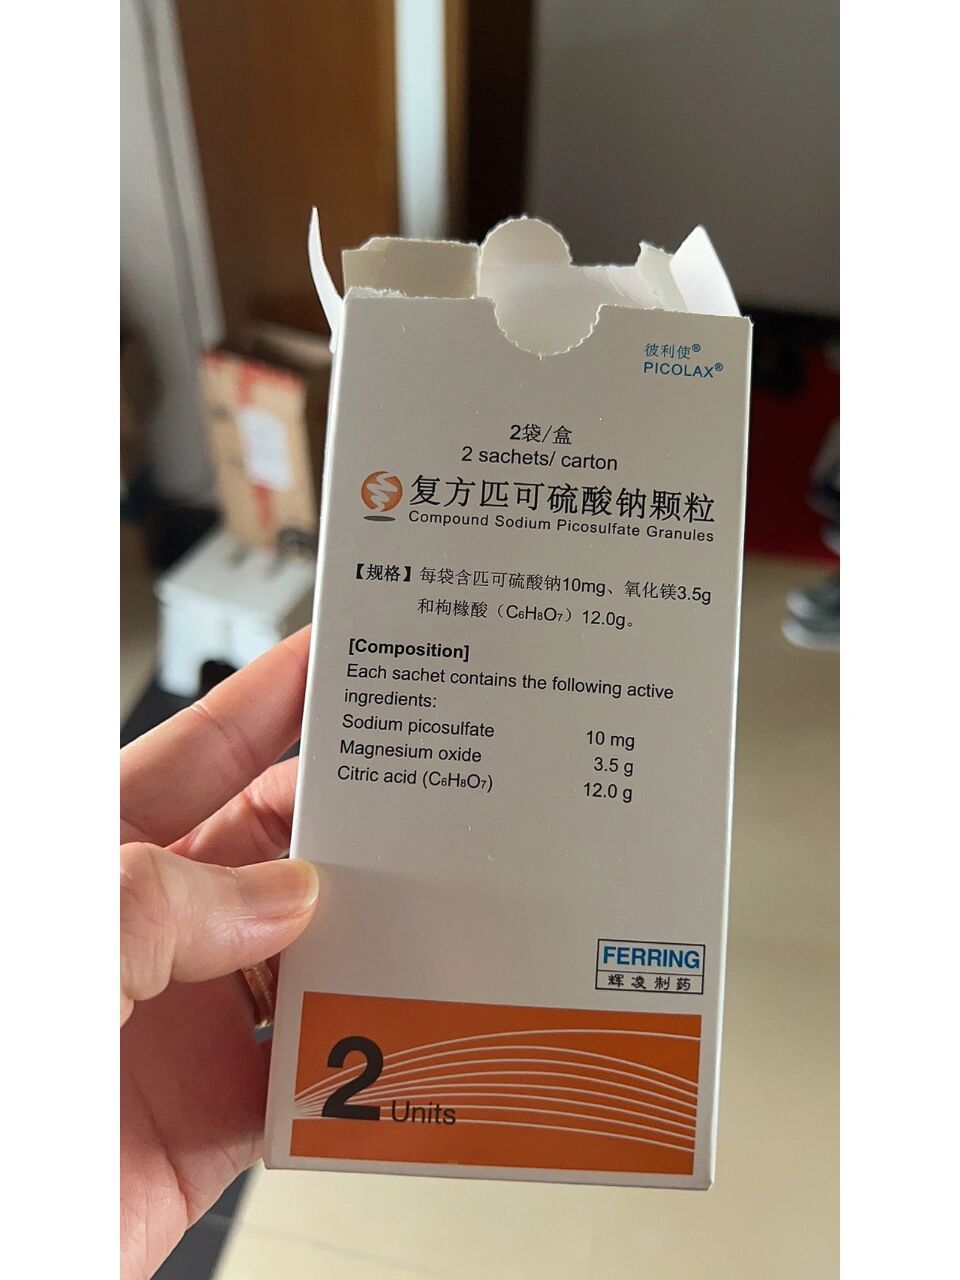 彼利使®
PICOLAX®
2袋/盒
2 sachets/ carton
复方匹可硫酸钠颗粒
Compound Sodium Picosulfate Granules
【规格】每袋含匹可硫酸钠10mg、氧化镁3.5g
和枸橼酸（C₆H₈O₇）12.0g。
[Composition]
Each sachet contains the following active
ingredients:
Sodium picosulfate 10 mg
Magnesium oxide 3.5 g
Citric acid (C₆H₈O₇) 12.0 g
FERRING
辉凌制药
2 Units